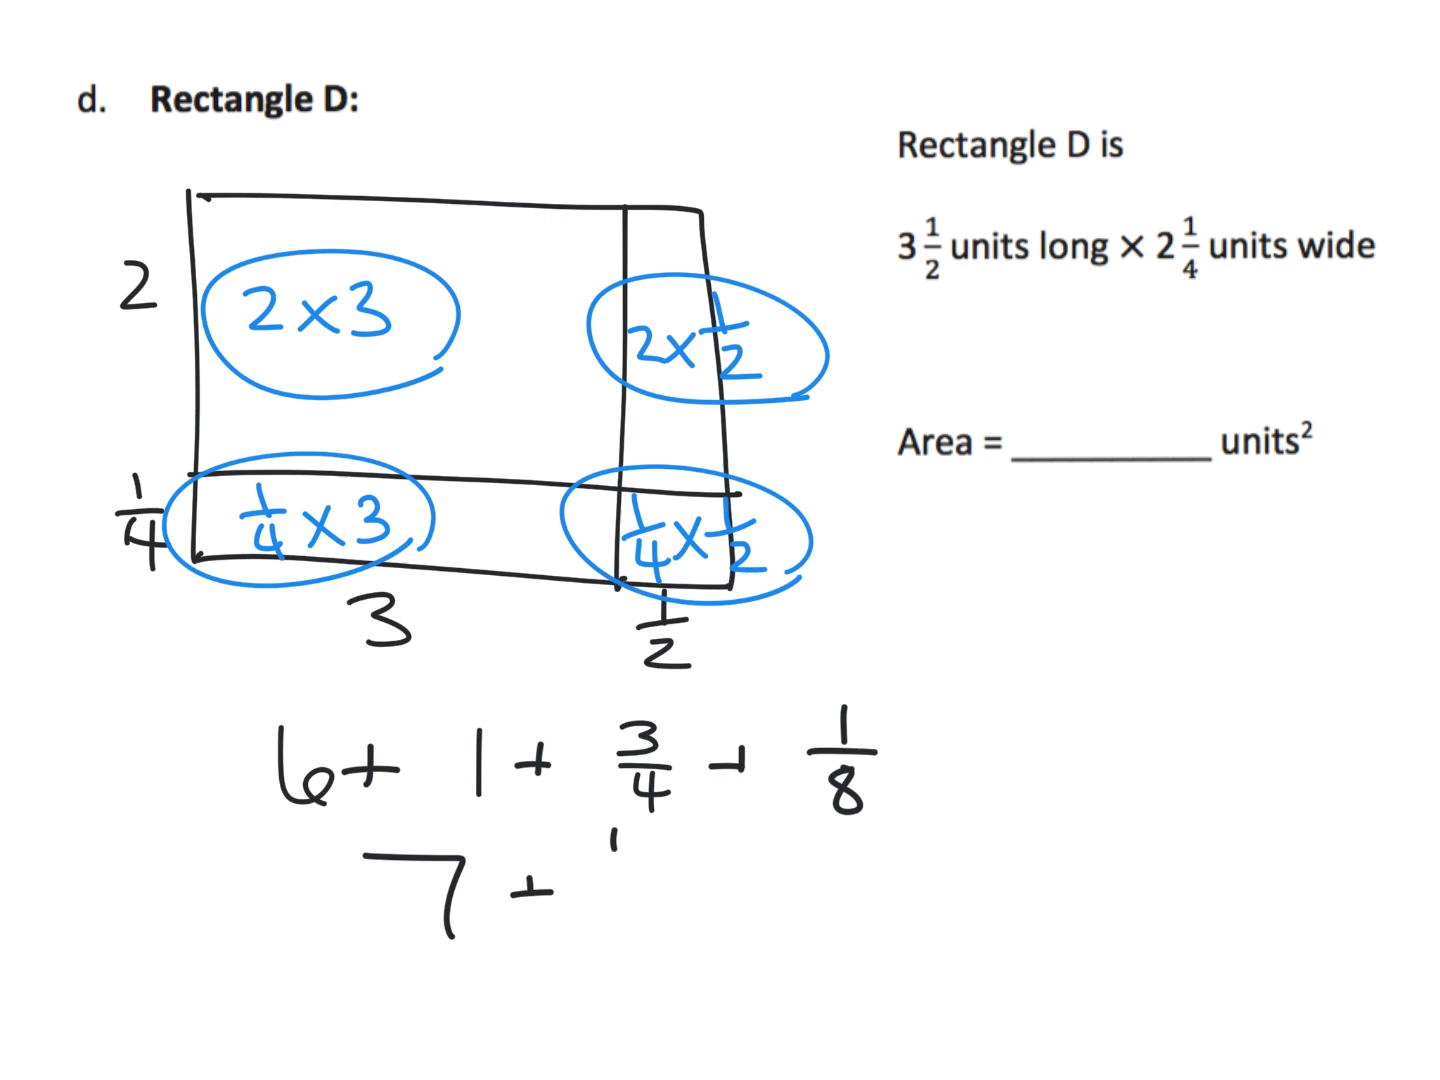 d. Rectangle D:
Rectangle D is
3 1/2 units long × 2 1/4 units wide
Area = __________ units²
2
2 x 3
2 x 1/2
1/4
1/4 x 3
1/4 x 1/2
3
1/2
6 + 1 + 3/4 + 1/8
7 +